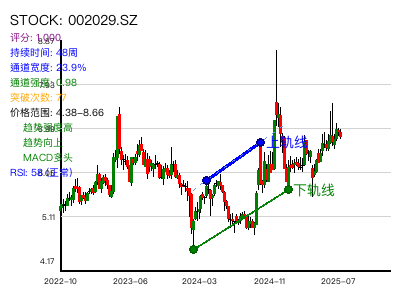 STOCK: 002029.SZ
评分: 1.000
持续时间: 48周
通道宽度: 23.9%
通道强度: 0.98
突破次数: 77
价格范围: 4.38-8.66
趋势强度高
趋势向上
MACD多头
RSI: 58 (正常)
上轨线
下轨线
5.11
4.17
2022-10 2023-06 2024-03 2024-11 2025-07